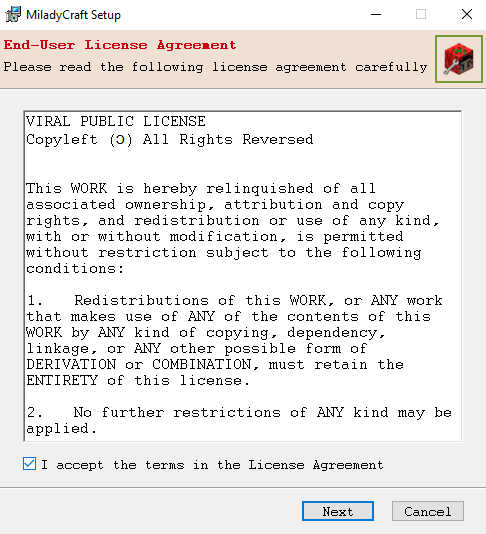 MiladyCraft Setup
End-User License Agreement
Please read the following license agreement carefully
VIRAL PUBLIC LICENSE
Copyleft (Ɔ) All Rights Reversed
This WORK is hereby relinquished of all
associated ownership, attribution and copy
rights, and redistribution or use of any kind,
with or without modification, is permitted
without restriction subject to the following
conditions:
1. Redistributions of this WORK, or ANY work
that makes use of ANY of the contents of this
WORK by ANY kind of copying, dependency,
linkage, or ANY other possible form of
DERIVATION or COMBINATION, must retain the
ENTIRETY of this license.
2. No further restrictions of ANY kind may be
applied.
I accept the terms in the License Agreement
Next
Cancel